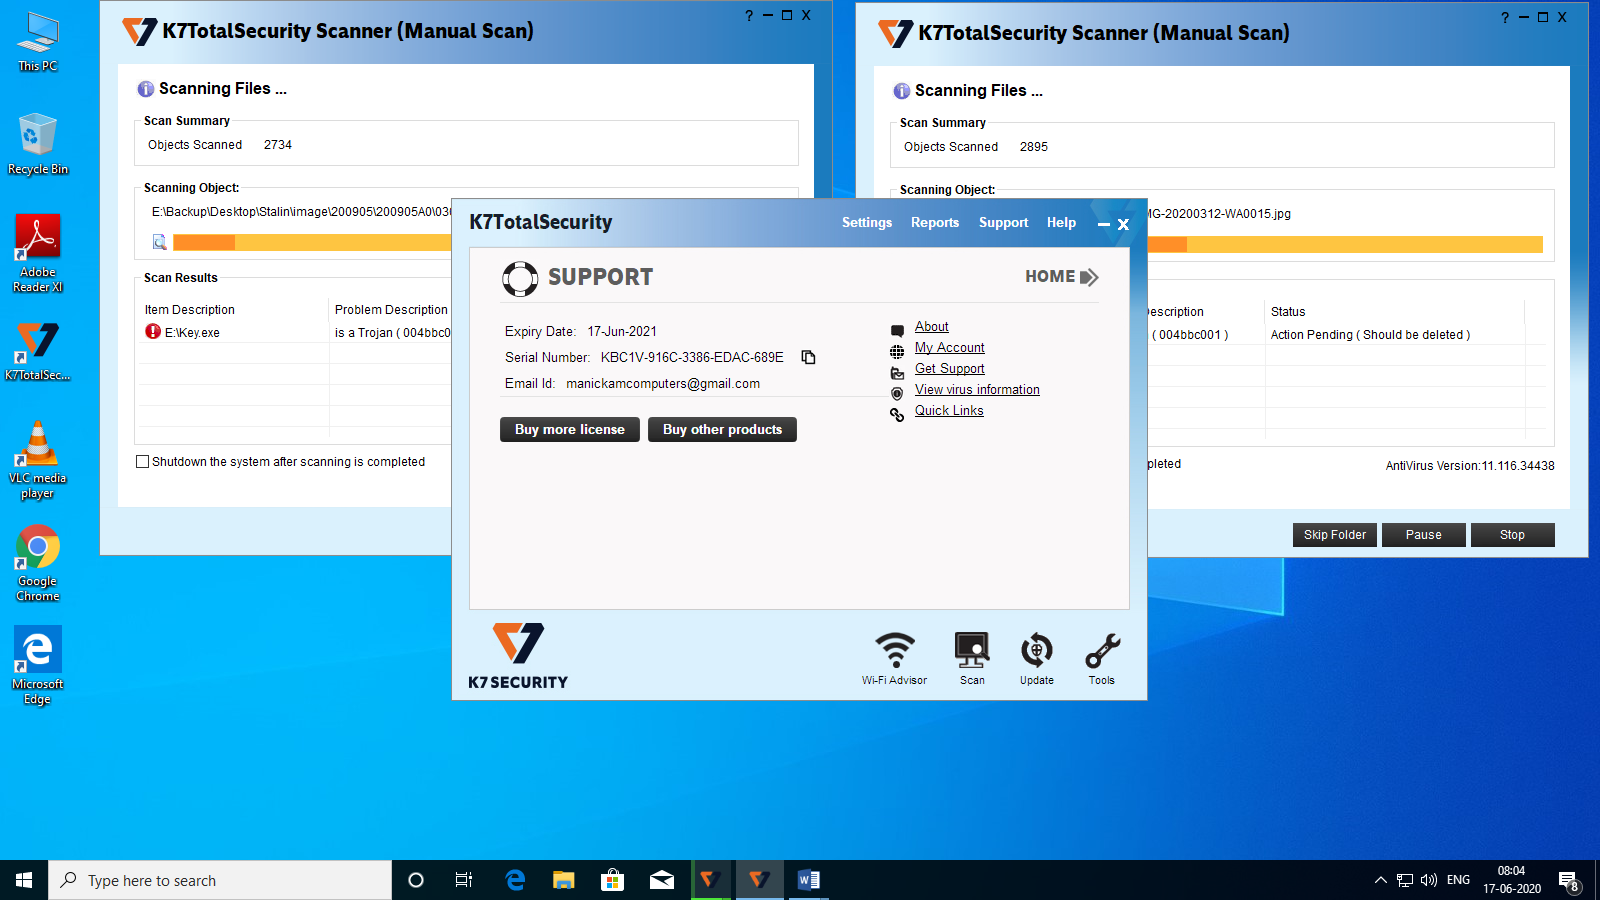 This PC
Recycle Bin
Adobe
Reader XI
K7TotalSec...
VLC media
player
Google
Chrome
Microsoft
Edge
K7TotalSecurity Scanner (Manual Scan)
?
Scanning Files ...
Scan Summary
Objects Scanned 2734
Scanning Object:
E:\Backup\Desktop\Stalin\image\200905\200905A0\03
Scan Results
Item Description Problem Description
E:\Key.exe is a Trojan ( 004bbc0
Shutdown the system after scanning is completed
K7TotalSecurity Scanner (Manual Scan)
?
Scanning Files ...
Scan Summary
Objects Scanned 2895
Scanning Object:
MG-20200312-WA0015.jpg
escription Status
( 004bbc001 ) Action Pending ( Should be deleted )
pleted
AntiVirus Version:11.116.34438
Skip Folder Pause Stop
K7TotalSecurity
Settings Reports Support Help
SUPPORT
HOME
Expiry Date: 17-Jun-2021
Serial Number: KBC1V-916C-3386-EDAC-689E
Email Id: manickamcomputers@gmail.com
Buy more license Buy other products
About
My Account
Get Support
View virus information
Quick Links
K7 SECURITY
Wi-Fi Advisor Scan Update Tools
Type here to search
ENG
08:04
17-06-2020
8